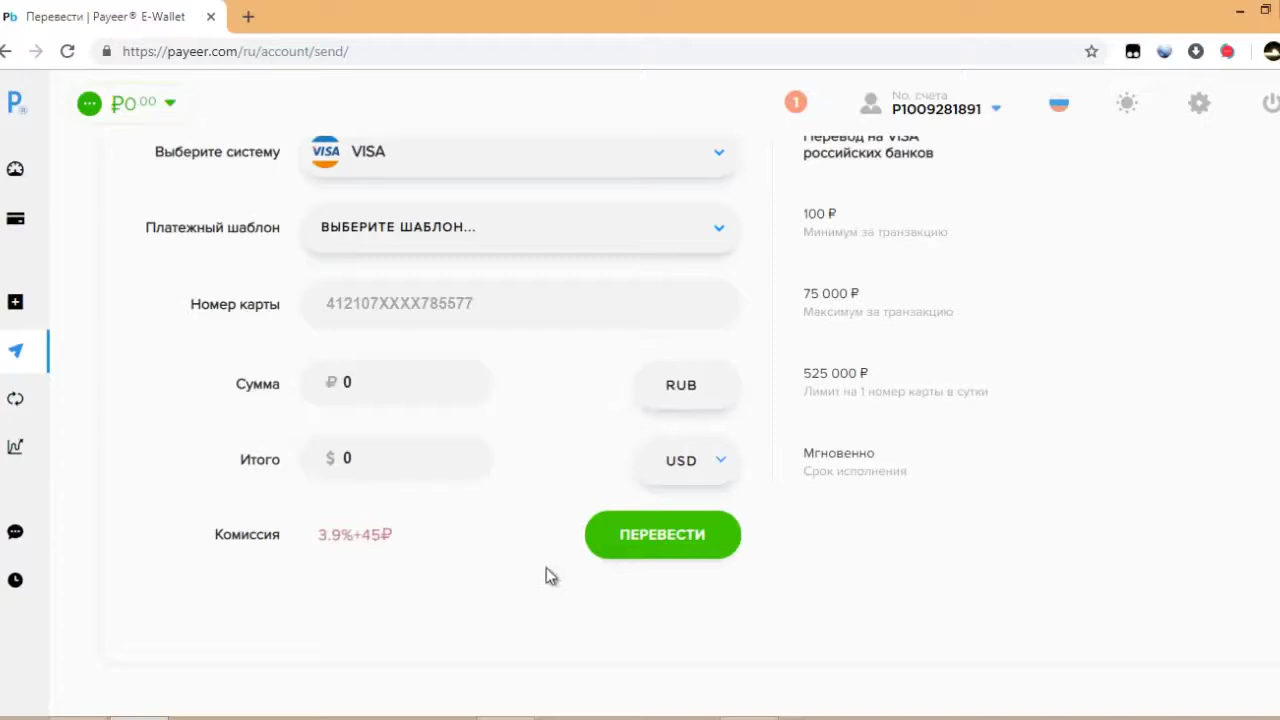 Перевести | Payeer® E-Wallet
https://payeer.com/ru/account/send/
₽0.00
1
No. счета
P1009281891
Выберите систему
VISA VISA
Перевод на VISA
российских банков
Платежный шаблон
ВЫБЕРИТЕ ШАБЛОН...
100 ₽
Минимум за транзакцию
Номер карты
412107XXXX785577
75 000 ₽
Максимум за транзакцию
Сумма
₽ 0
RUB
525 000 ₽
Лимит на 1 номер карты в сутки
Итого
$ 0
USD
Мгновенно
Срок исполнения
Комиссия
3.9%+45₽
ПЕРЕВЕСТИ